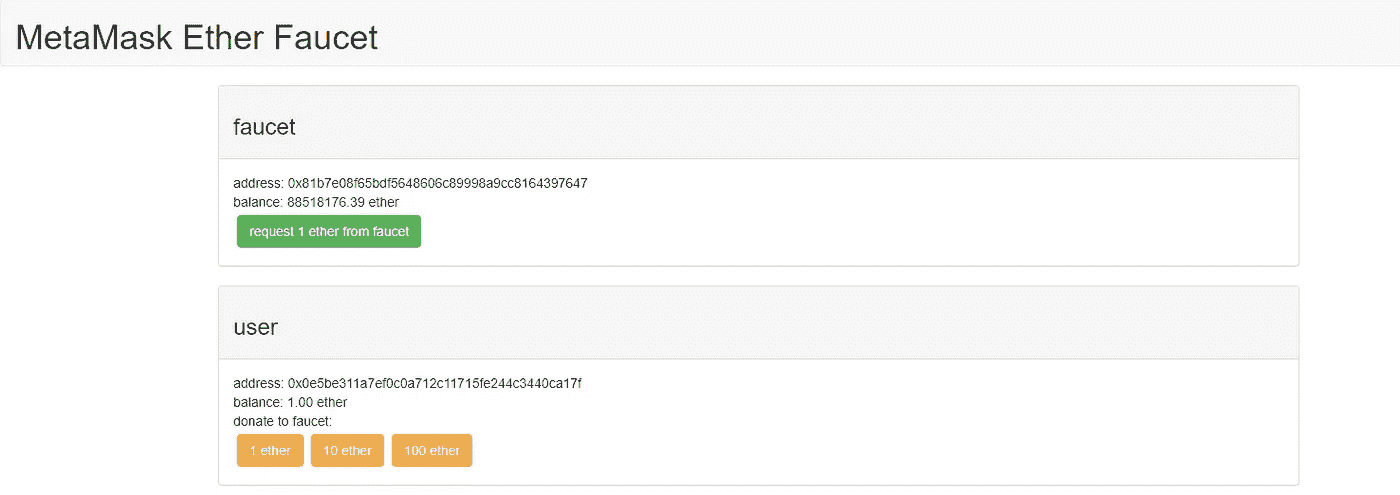 MetaMask Ether Faucet
faucet
address: 0x81b7e08f65bdf5648606c89998a9cc8164397647
balance: 88518176.39 ether
request 1 ether from faucet
user
address: 0x0e5be311a7ef0c0a712c11715fe244c3440ca17f
balance: 1.00 ether
donate to faucet:
1 ether 10 ether 100 ether